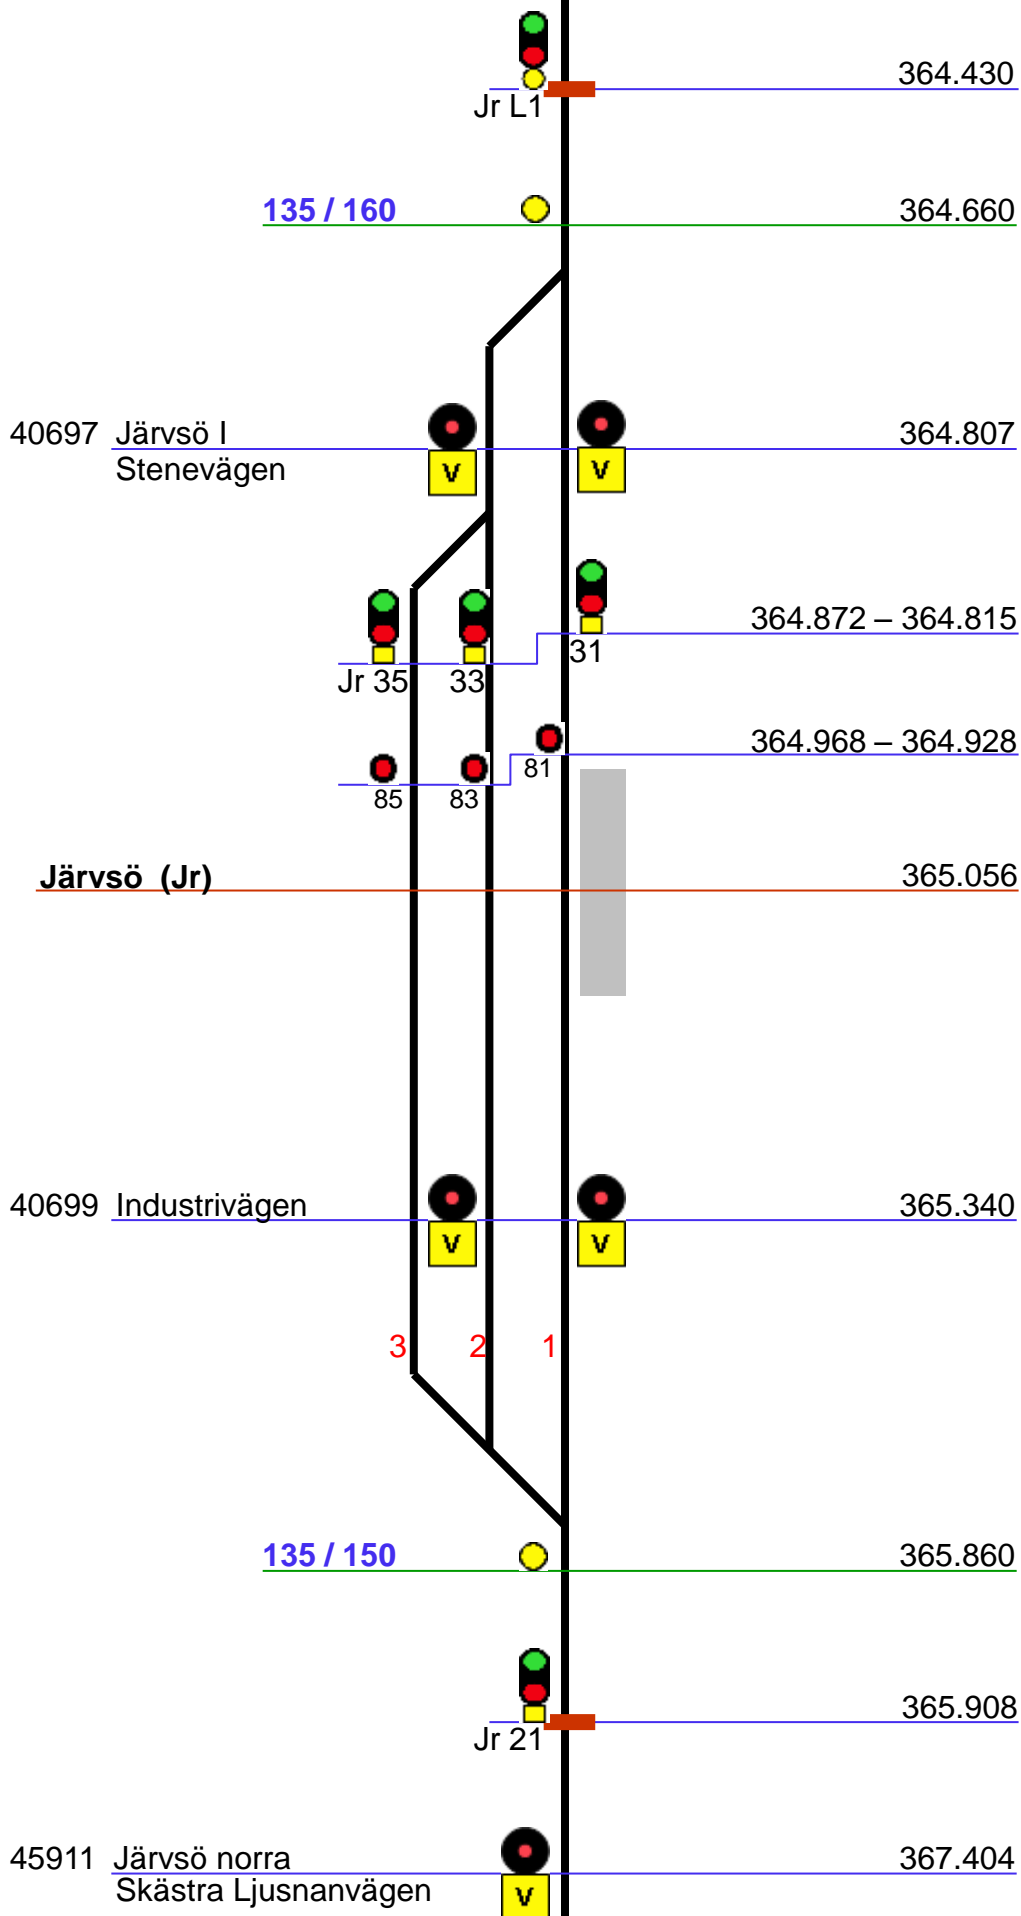 364.430
Jr L1
135 / 160 364.660
40697 Järvsö I 364.807
Stenevägen
V V
364.872 – 364.815
31
Jr 35 33
364.968 – 364.928
81
85 83
Järvsö (Jr) 365.056
40699 Industrivägen 365.340
V V
3 2 1
135 / 150 365.860
365.908
Jr 21
45911 Järvsö norra 367.404
Skästra Ljusnanvägen V